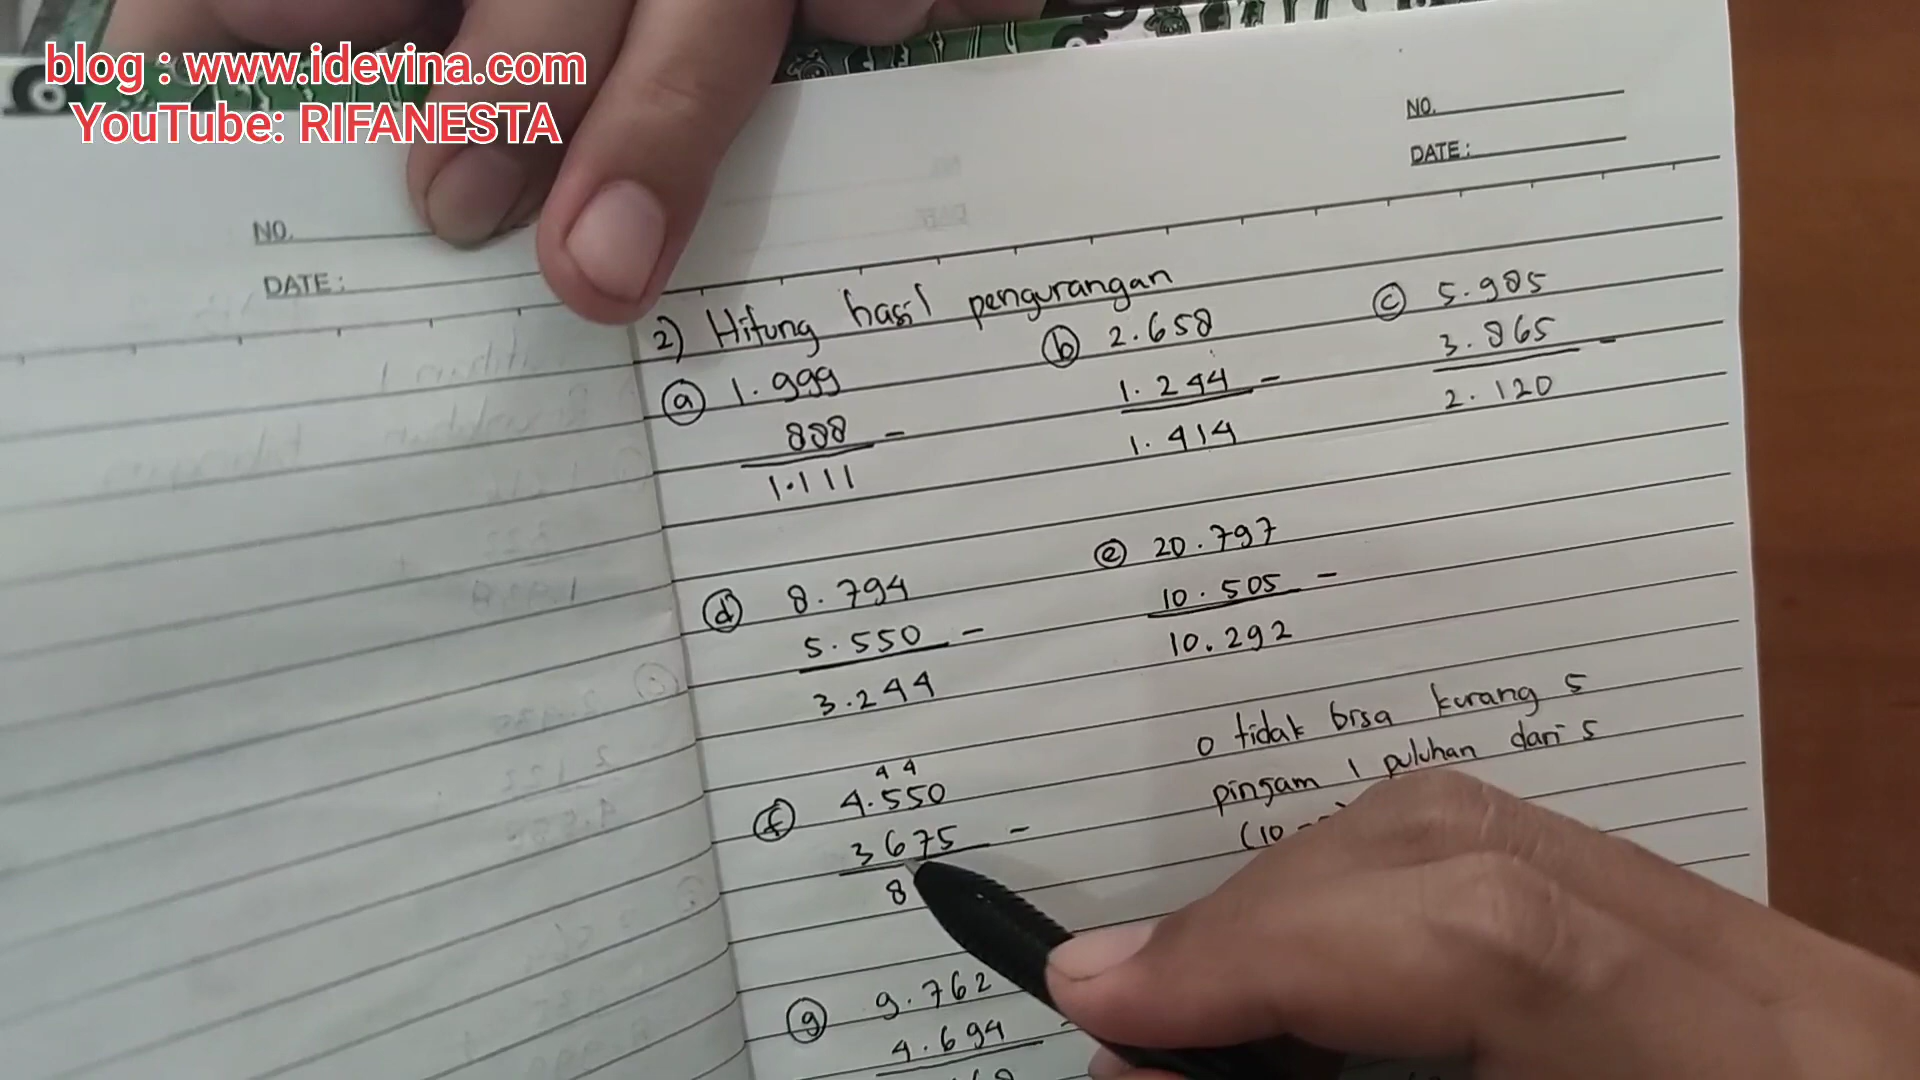 blog : www.idevina.com
YouTube: RIFANESTA
NO.
DATE :
NO.
DATE :
2) Hitung hasil pengurangan
(a) 1.999
888 -
1.111
(b) 2.658
1.244 -
1.414
(c) 5.985
3.865 -
2.120
(d) 8.794
5.550 -
3.244
(e) 20.797
10.505 -
10.292
4 4
(f) 4.550
3675 -
8
0 tidak bisa kurang 5
pinjam 1 puluhan dari 5
(10 -
(g) 9.762
4.694 -